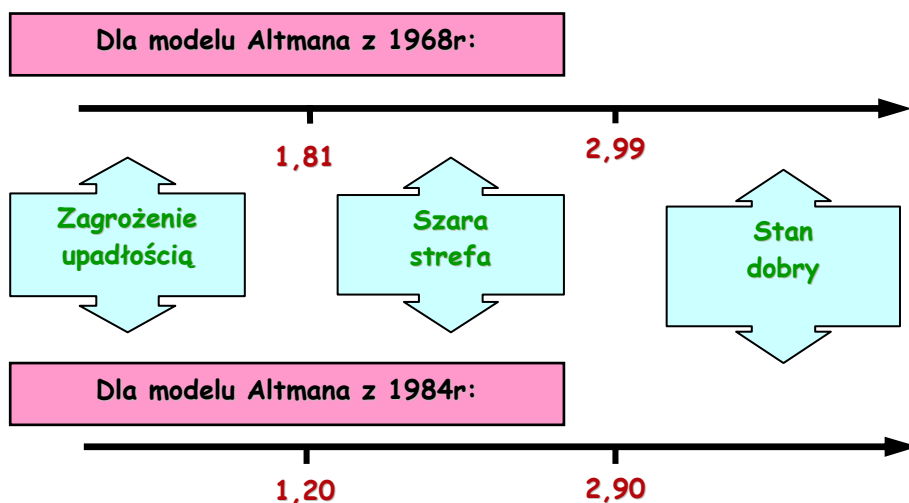 Dla modelu Altmana z 1968r:
1,81
2,99
Zagrożenie
upadłością
Szara
strefa
Stan
dobry
Dla modelu Altmana z 1984r:
1,20
2,90